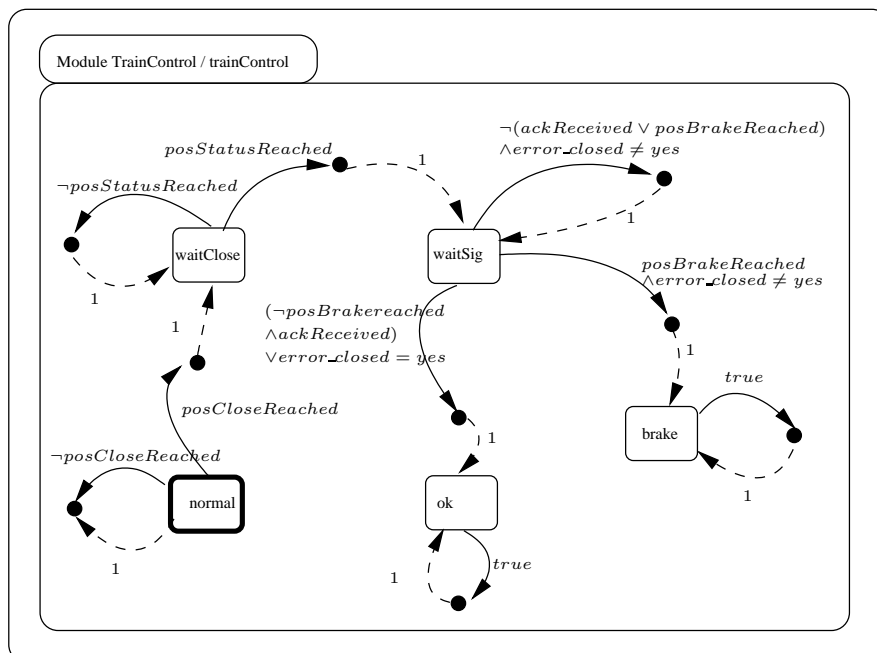 Module TrainControl / trainControl
posStatusReached
1
¬(ackReceived ∨ posBrakeReached)
∧error_closed ≠ yes
1
¬posStatusReached
waitClose
1
waitSig
posBrakeReached
∧error_closed ≠ yes
1
(¬posBrakereached
∧ackReceived)
∨error_closed = yes
1
1
posCloseReached
true
brake
1
¬posCloseReached
normal
1
ok
1
true
1